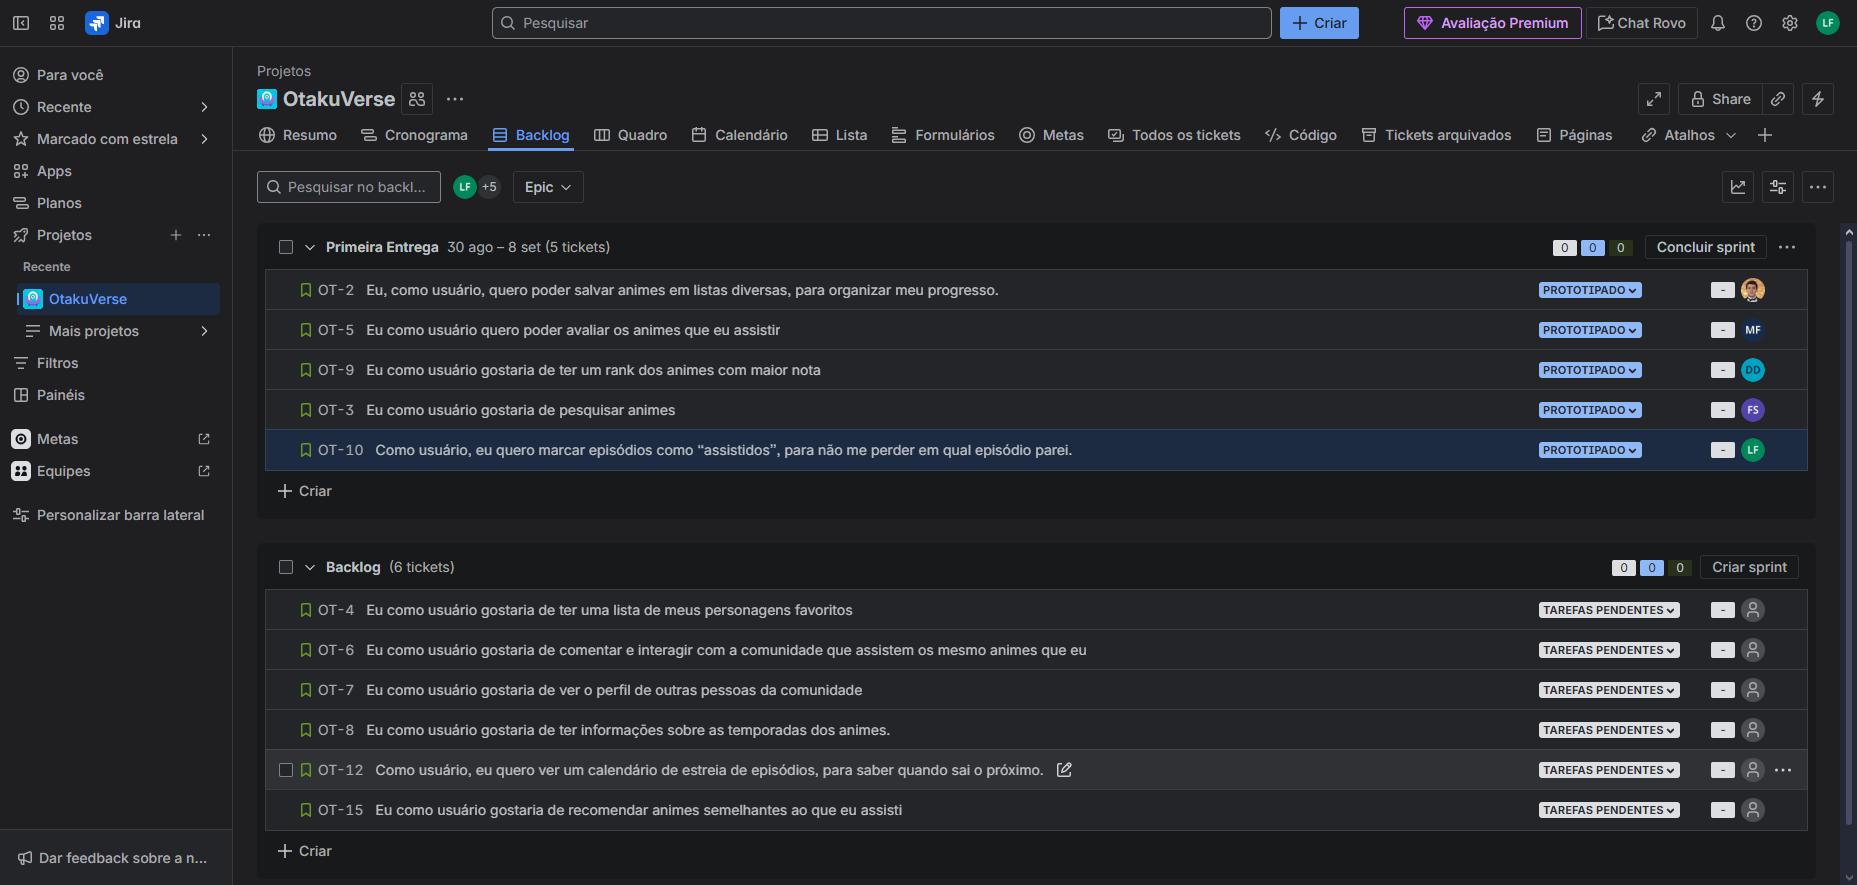 Jira
Pesquisar
Criar
Avaliação Premium
Chat Rovo
LF
Para você
Recente
Marcado com estrela
Apps
Planos
Projetos
Recente
OtakuVerse
Mais projetos
Filtros
Painéis
Metas
Equipes
Personalizar barra lateral
Dar feedback sobre a n...
Projetos
OtakuVerse
Share
Resumo Cronograma Backlog Quadro Calendário Lista Formulários Metas Todos os tickets Código Tickets arquivados Páginas Atalhos
Pesquisar no backl... LF +5 Epic
Primeira Entrega 30 ago – 8 set (5 tickets) 0 0 0 Concluir sprint
OT-2 Eu, como usuário, quero poder salvar animes em listas diversas, para organizar meu progresso. PROTOTIPADO -
OT-5 Eu como usuário quero poder avaliar os animes que eu assistir PROTOTIPADO - MF
OT-9 Eu como usuário gostaria de ter um rank dos animes com maior nota PROTOTIPADO - DD
OT-3 Eu como usuário gostaria de pesquisar animes PROTOTIPADO - FS
OT-10 Como usuário, eu quero marcar episódios como “assistidos”, para não me perder em qual episódio parei. PROTOTIPADO - LF
Criar
Backlog (6 tickets) 0 0 0 Criar sprint
OT-4 Eu como usuário gostaria de ter uma lista de meus personagens favoritos TAREFAS PENDENTES -
OT-6 Eu como usuário gostaria de comentar e interagir com a comunidade que assistem os mesmo animes que eu TAREFAS PENDENTES -
OT-7 Eu como usuário gostaria de ver o perfil de outras pessoas da comunidade TAREFAS PENDENTES -
OT-8 Eu como usuário gostaria de ter informações sobre as temporadas dos animes. TAREFAS PENDENTES -
OT-12 Como usuário, eu quero ver um calendário de estreia de episódios, para saber quando sai o próximo. TAREFAS PENDENTES -
OT-15 Eu como usuário gostaria de recomendar animes semelhantes ao que eu assisti TAREFAS PENDENTES -
Criar